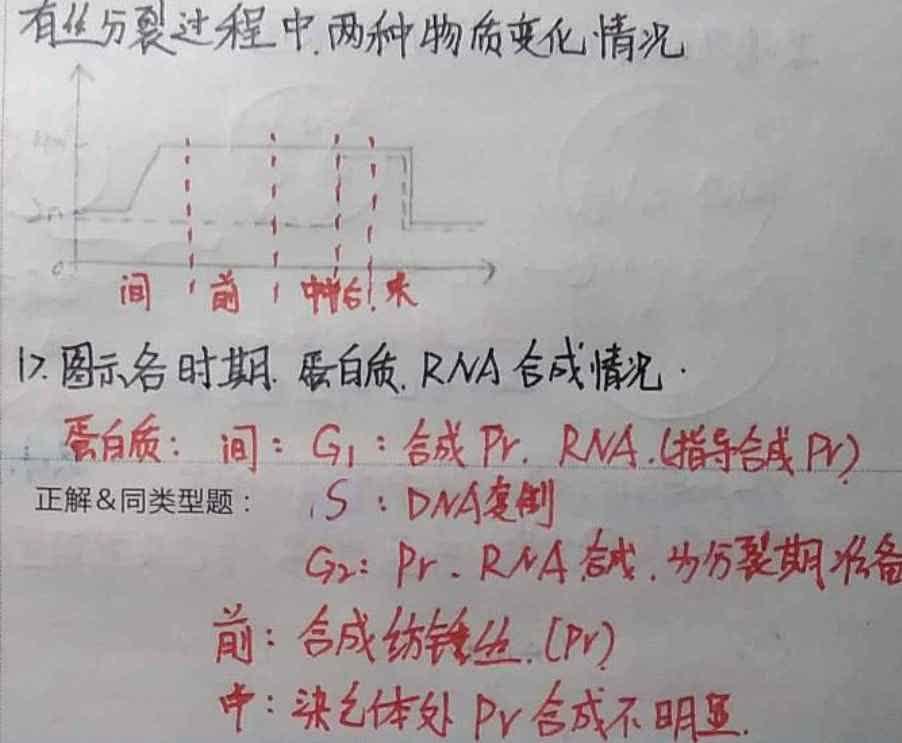 有丝分裂过程中.两种物质变化情况
4n
2n
0
间 前 中 后 末
1>.图示各时期.蛋白质.RNA合成情况.
蛋白质: 间: G1: 合成Pr. RNA.(指导合成Pr)
正解&同类型题: S: DNA复制
G2: Pr. RNA合成.为分裂期准备
前: 合成纺锤丝.(Pr)
中: 染色体处Pr合成不明显.